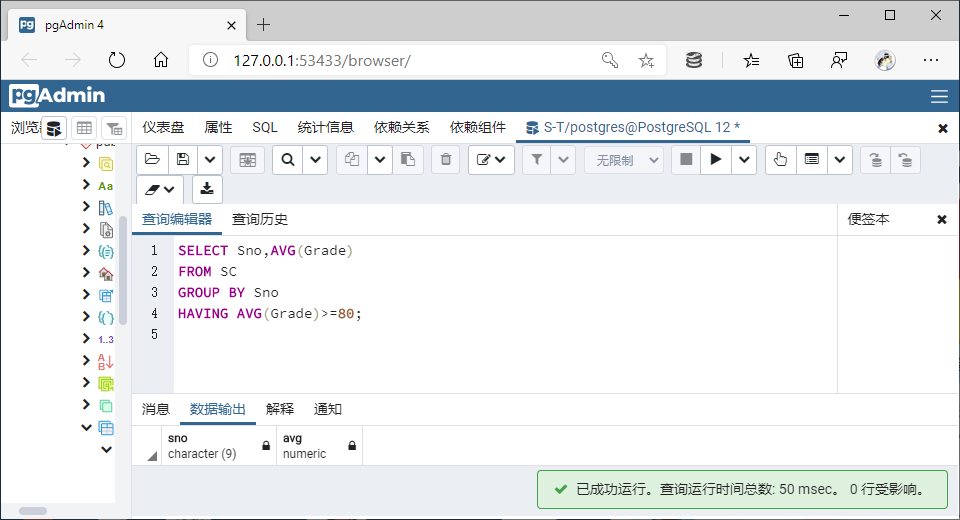 pgAdmin 4
127.0.0.1:53433/browser/
pgAdmin
浏览器
仪表盘 属性 SQL 统计信息 依赖关系 依赖组件 S-T/postgres@PostgreSQL 12 *
无限制
查询编辑器 查询历史 便签本
1 SELECT Sno,AVG(Grade)
2 FROM SC
3 GROUP BY Sno
4 HAVING AVG(Grade)>=80;
5
Aa
1..3
消息 数据输出 解释 通知
sno avg
character (9) numeric
已成功运行。查询运行时间总数: 50 msec。 0 行受影响。